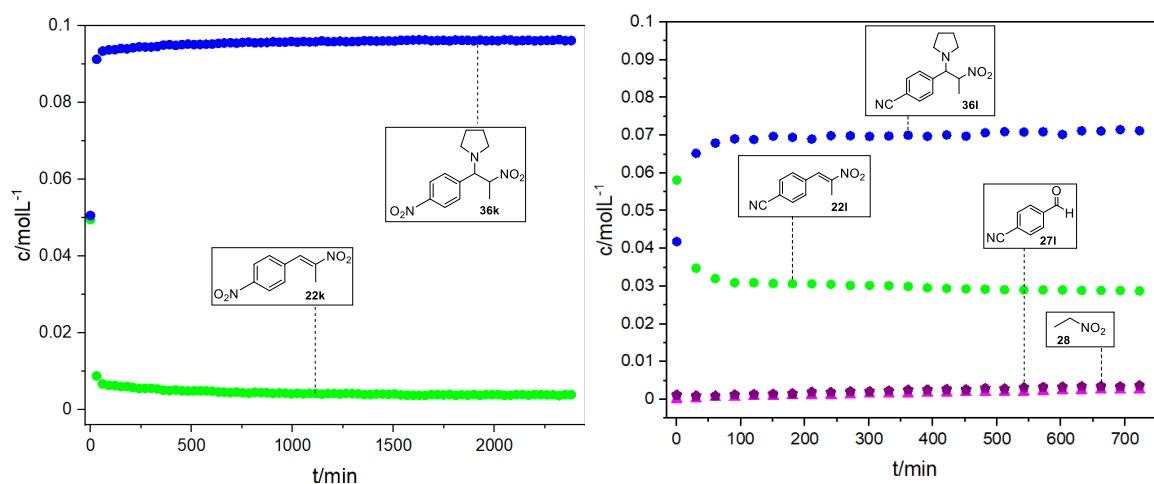 0.1
0.08
0.06
0.04
0.02
0
c/molL⁻¹
0
500
1000
1500
2000
t/min
N
NO₂
O₂N
36k
NO₂
O₂N
22k
0.1
0.09
0.08
0.07
0.06
0.05
0.04
0.03
0.02
0.01
0
c/molL⁻¹
0
100
200
300
400
500
600
700
t/min
N
NO₂
NC
36l
NO₂
NC
22l
O
H
NC
27l
NO₂
28